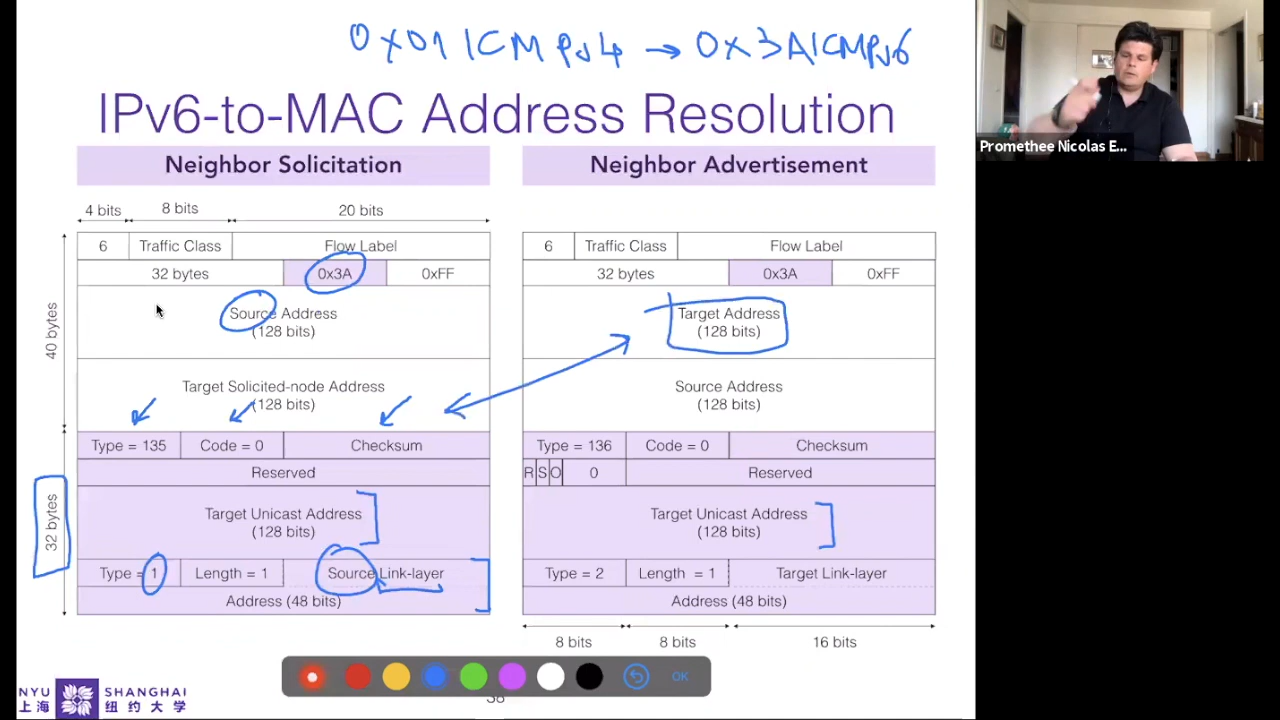 0x01 ICMPv4 → 0x3A ICMPv6
IPv6-to-MAC Address Resolution
Promethee Nicolas E...
Neighbor Solicitation
4 bits 8 bits 20 bits
6 Traffic Class Flow Label
32 bytes 0x3A 0xFF
40 bytes
Source Address
(128 bits)
Target Solicited-node Address
(128 bits)
Type = 135 Code = 0 Checksum
Reserved
32 bytes
Target Unicast Address
(128 bits)
Type = 1 Length = 1 Source Link-layer
Address (48 bits)
Neighbor Advertisement
6 Traffic Class Flow Label
32 bytes 0x3A 0xFF
Target Address
(128 bits)
Source Address
(128 bits)
Type = 136 Code = 0 Checksum
R S O 0 Reserved
Target Unicast Address
(128 bits)
Type = 2 Length = 1 Target Link-layer
Address (48 bits)
8 bits 8 bits 16 bits
OK
38
NYU SHANGHAI
上海 纽约大学